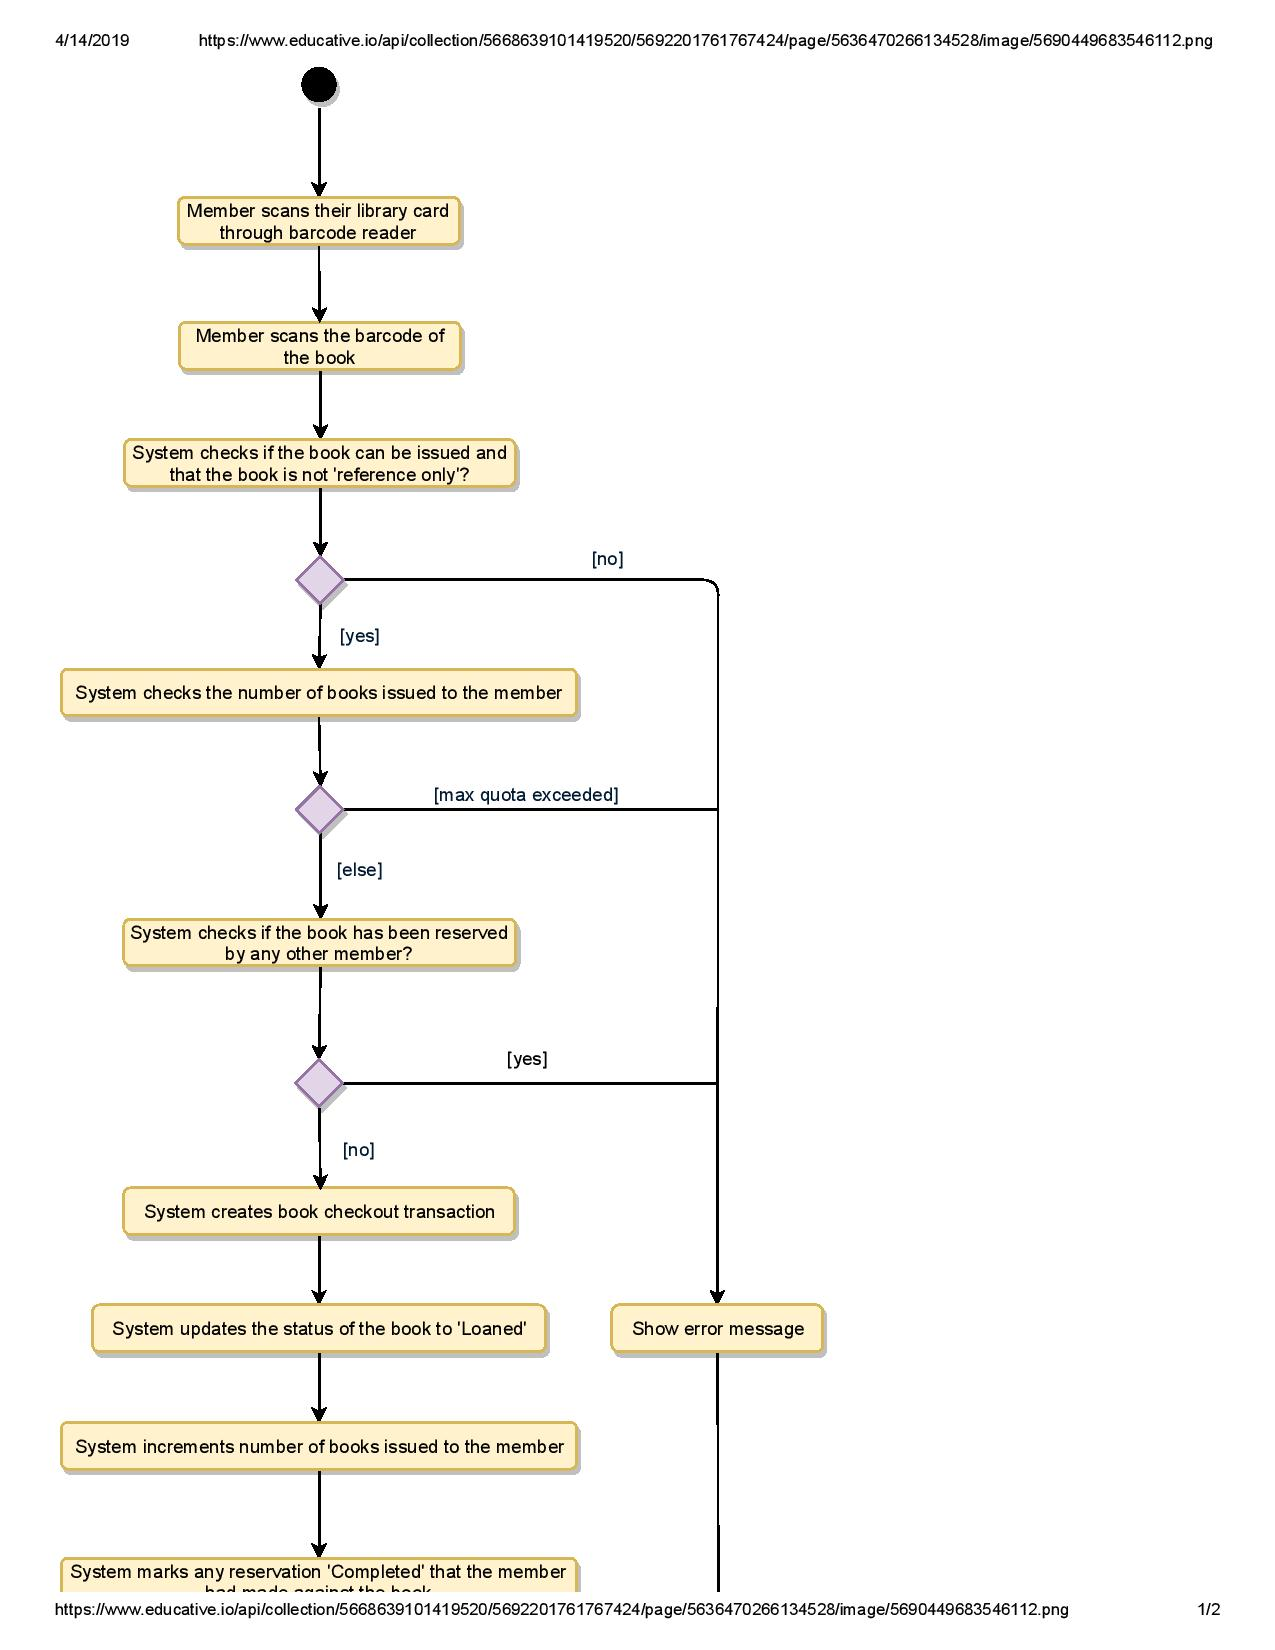 4/14/2019
https://www.educative.io/api/collection/5668639101419520/5692201761767424/page/5636470266134528/image/5690449683546112.png
Member scans their library card
through barcode reader
Member scans the barcode of
the book
System checks if the book can be issued and
that the book is not 'reference only'?
[no]
[yes]
System checks the number of books issued to the member
[max quota exceeded]
[else]
System checks if the book has been reserved
by any other member?
[yes]
[no]
System creates book checkout transaction
System updates the status of the book to 'Loaned'
Show error message
System increments number of books issued to the member
System marks any reservation 'Completed' that the member
had made against the book
https://www.educative.io/api/collection/5668639101419520/5692201761767424/page/5636470266134528/image/5690449683546112.png
1/2